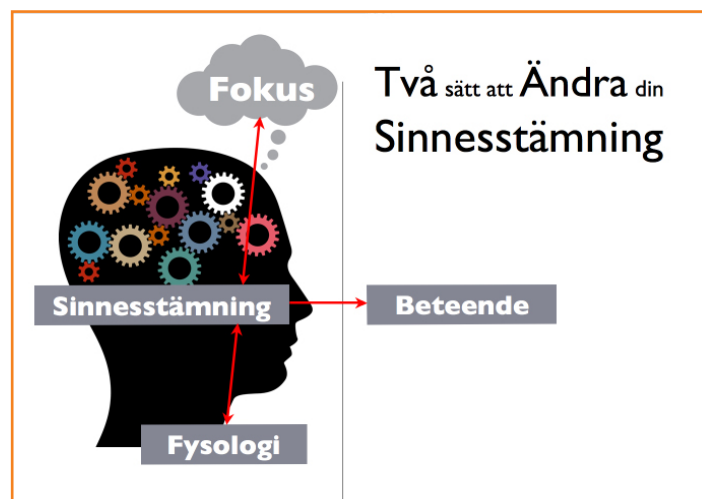 Fokus
Två sätt att Ändra din
Sinnesstämning
Sinnesstämning
Beteende
Fysologi